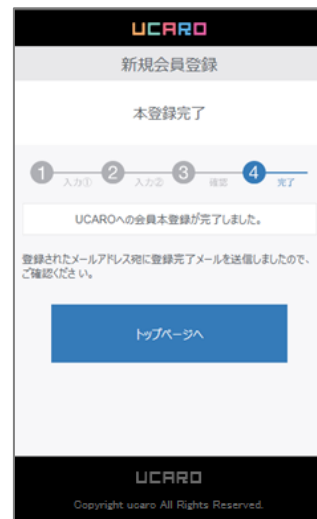 UCARO
新規会員登録
本登録完了
1 入力① 2 入力② 3 確認 4 完了
UCAROへの会員本登録が完了しました。
登録されたメールアドレス宛に登録完了メールを送信しましたので、
ご確認ください。
トップページへ
UCARO
Copyright ucaro All Rights Reserved.